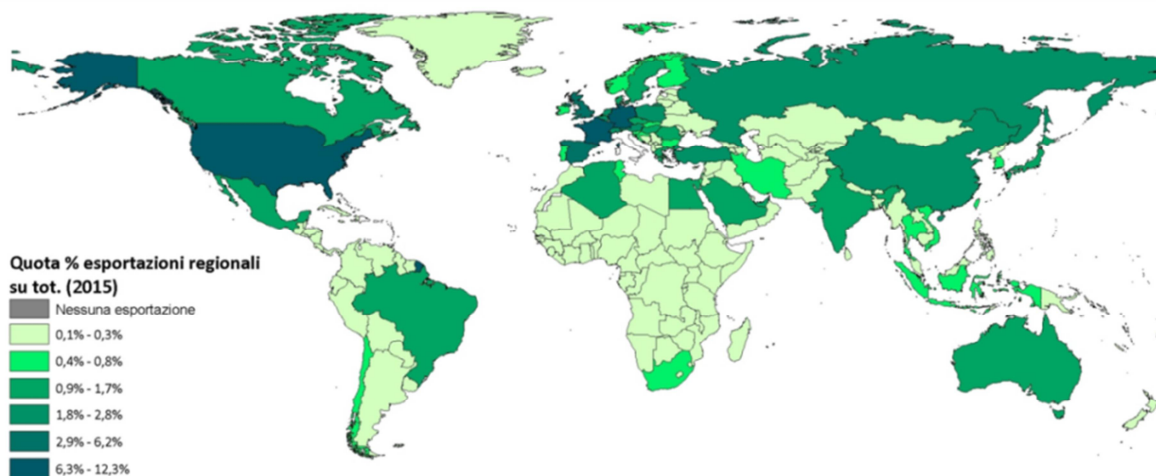 Quota % esportazioni regionali
su tot. (2015)
Nessuna esportazione
0,1% - 0,3%
0,4% - 0,8%
0,9% - 1,7%
1,8% - 2,8%
2,9% - 6,2%
6,3% - 12,3%